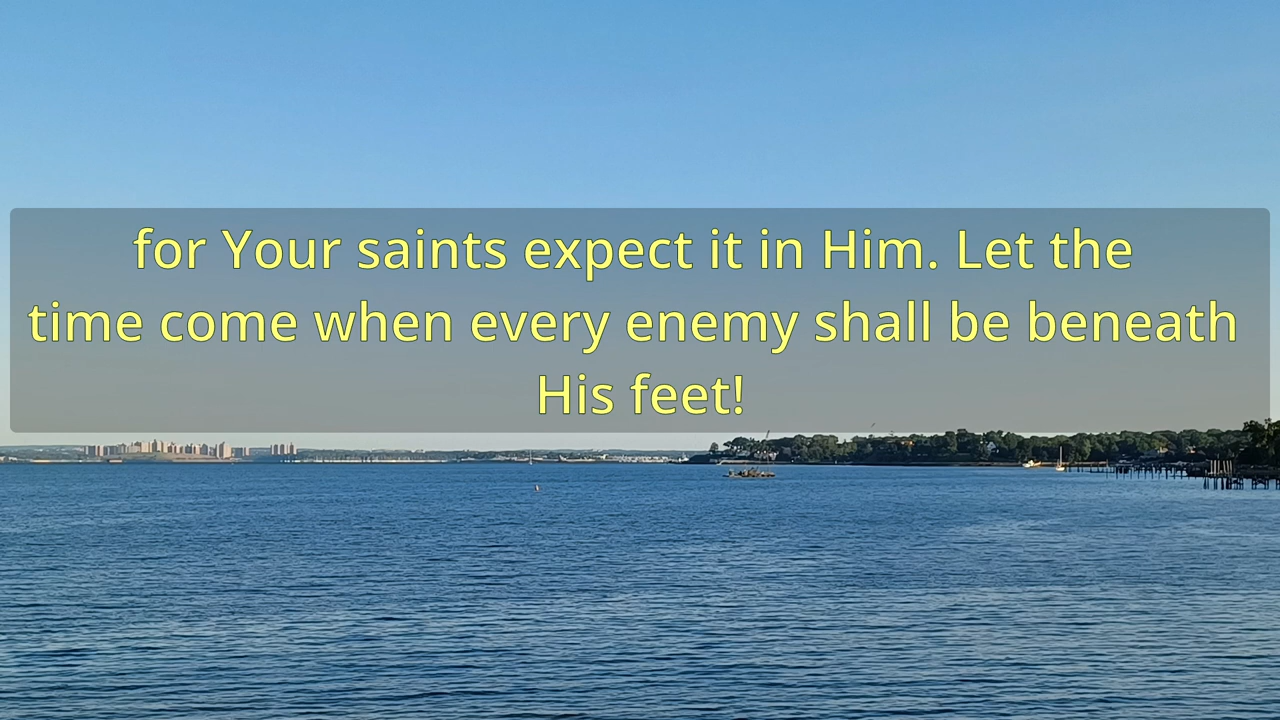 for Your saints expect it in Him. Let the
time come when every enemy shall be beneath
His feet!